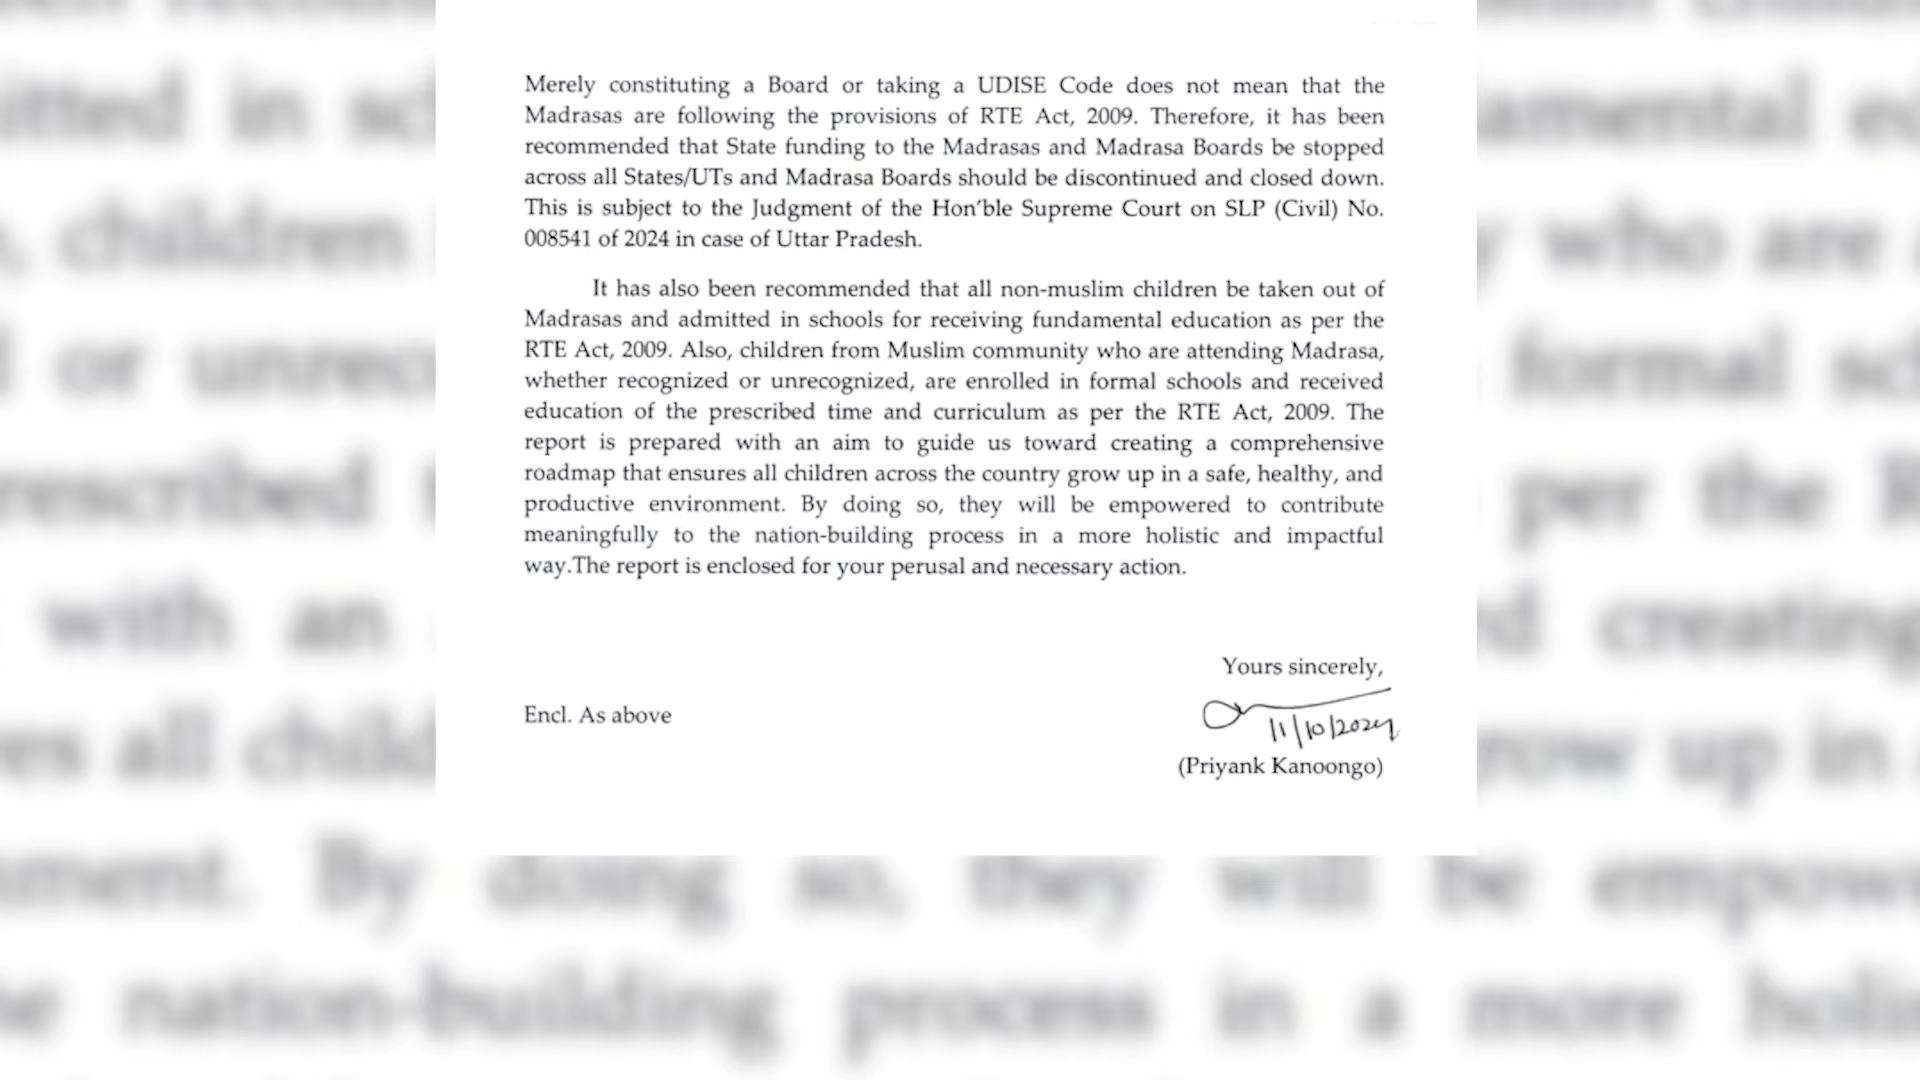 Merely constituting a Board or taking a UDISE Code does not mean that the
Madrasas are following the provisions of RTE Act, 2009. Therefore, it has been
recommended that State funding to the Madrasas and Madrasa Boards be stopped
across all States/UTs and Madrasa Boards should be discontinued and closed down.
This is subject to the Judgment of the Hon'ble Supreme Court on SLP (Civil) No.
008541 of 2024 in case of Uttar Pradesh.
It has also been recommended that all non-muslim children be taken out of
Madrasas and admitted in schools for receiving fundamental education as per the
RTE Act, 2009. Also, children from Muslim community who are attending Madrasa,
whether recognized or unrecognized, are enrolled in formal schools and received
education of the prescribed time and curriculum as per the RTE Act, 2009. The
report is prepared with an aim to guide us toward creating a comprehensive
roadmap that ensures all children across the country grow up in a safe, healthy, and
productive environment. By doing so, they will be empowered to contribute
meaningfully to the nation-building process in a more holistic and impactful
way.The report is enclosed for your perusal and necessary action.
Yours sincerely,
Encl. As above
11/10/2024
(Priyank Kanoongo)